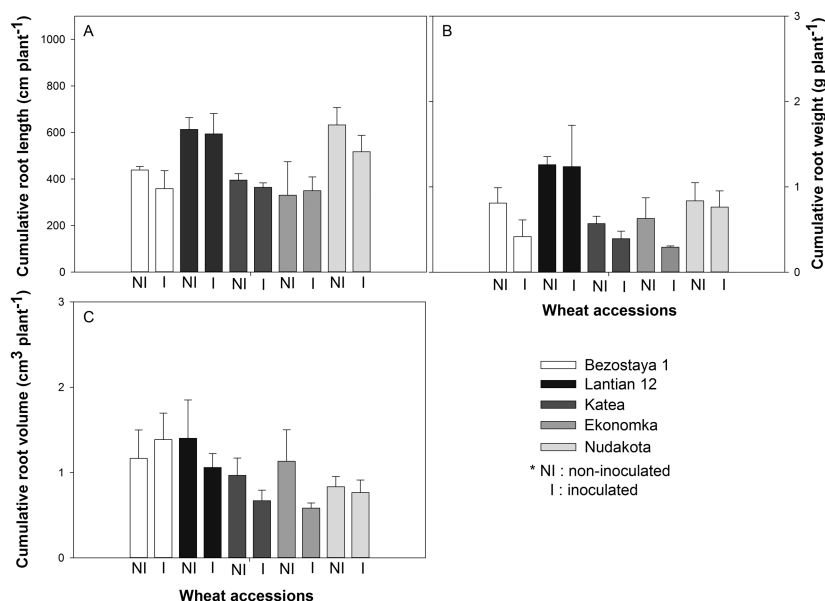 A
Cumulative root length (cm plant-1)
1000
800
600
400
200
0
NI I NI I NI I NI I NI I
B
Cumulative root weight (g plant-1)
3
2
1
0
NI I NI I NI I NI I NI I
Wheat accessions
C
Cumulative root volume (cm3 plant-1)
3
2
1
0
NI I NI I NI I NI I NI I
Wheat accessions
Bezostaya 1
Lantian 12
Katea
Ekonomka
Nudakota
* NI : non-inoculated
I : inoculated